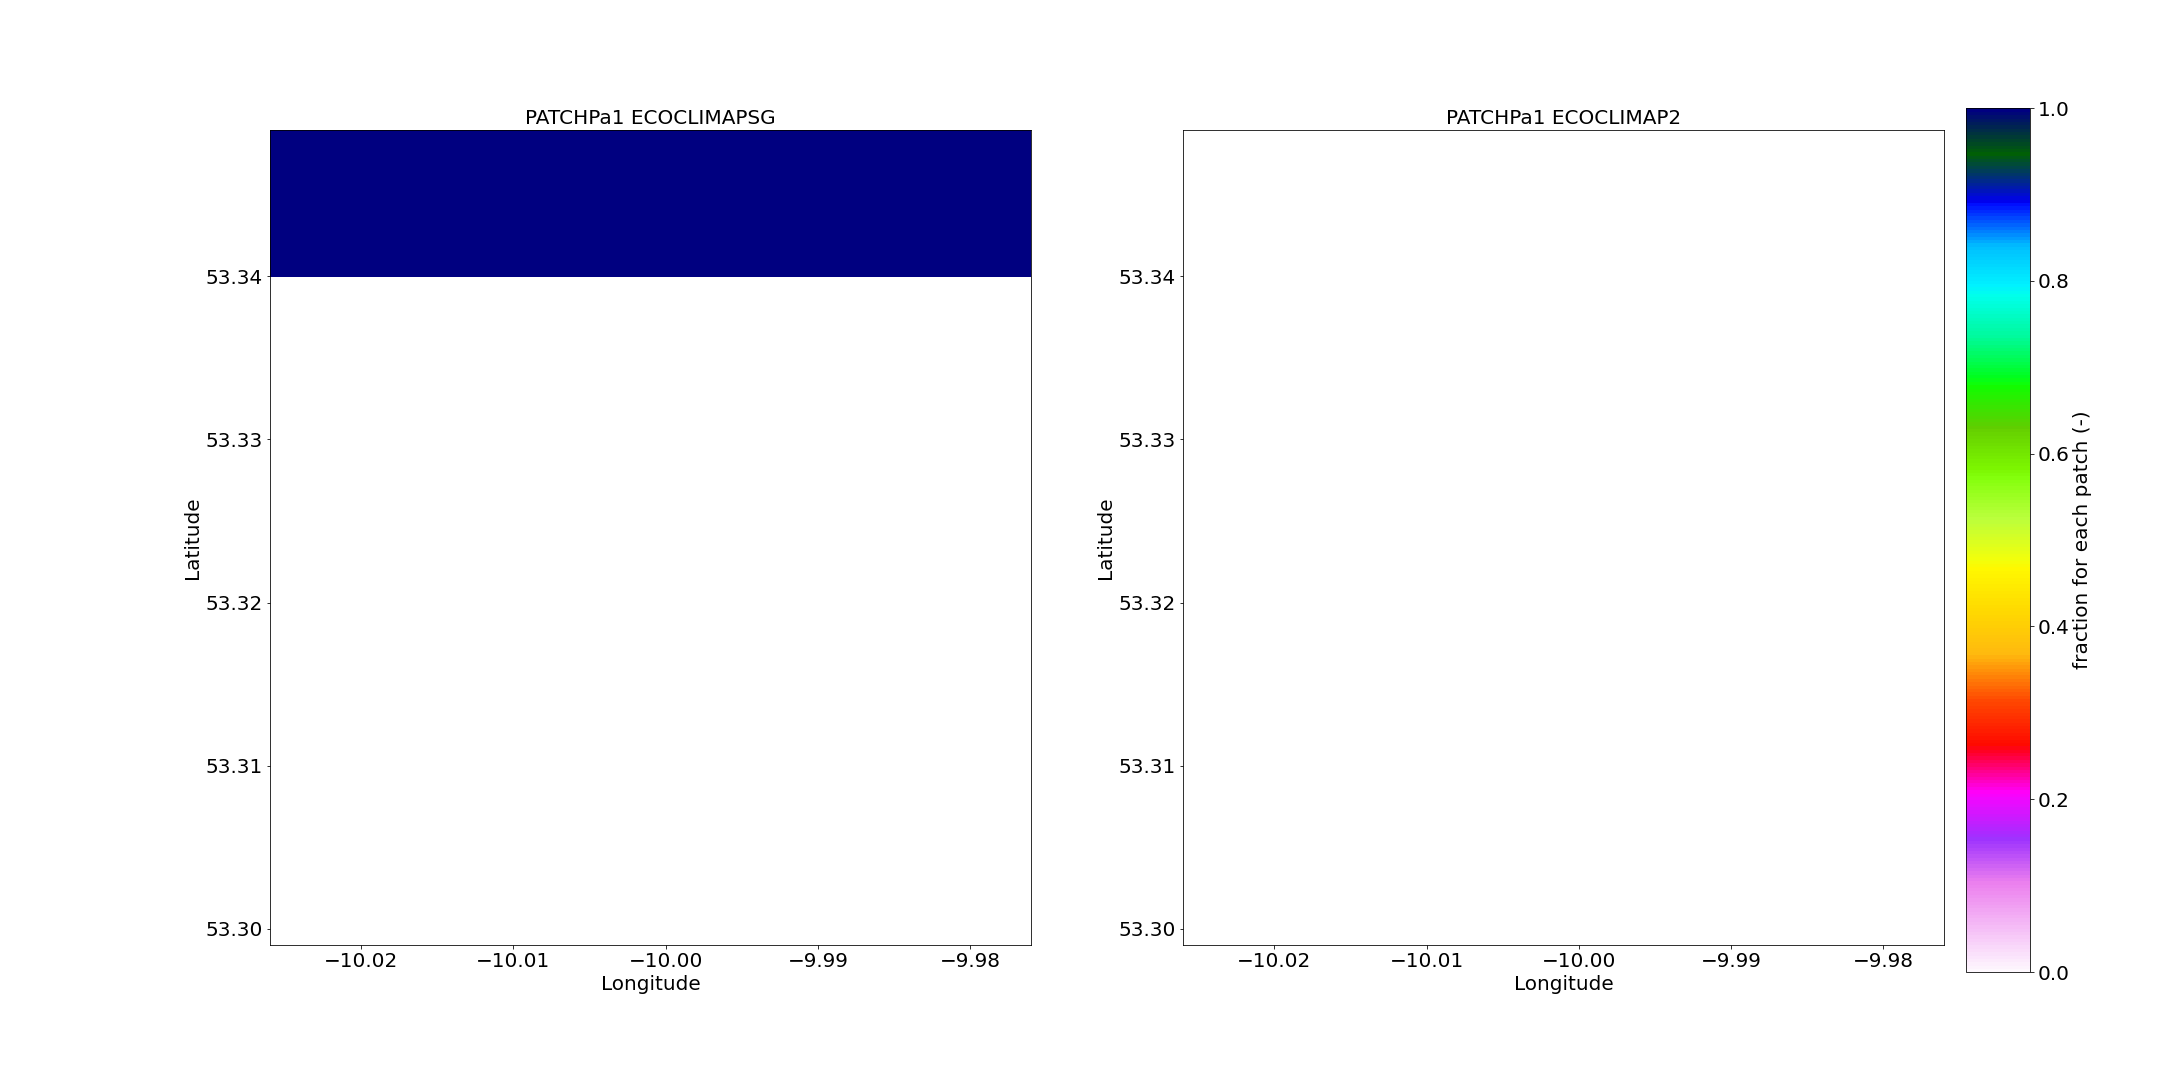 PATCHPa1 ECOCLIMAPSG
53.34
53.33
53.32
53.31
53.30
Latitude
−10.02 −10.01 −10.00 −9.99 −9.98
Longitude
PATCHPa1 ECOCLIMAP2
53.34
53.33
53.32
53.31
53.30
Latitude
−10.02 −10.01 −10.00 −9.99 −9.98
Longitude
1.0
0.8
0.6
0.4
0.2
0.0
fraction for each patch (-)